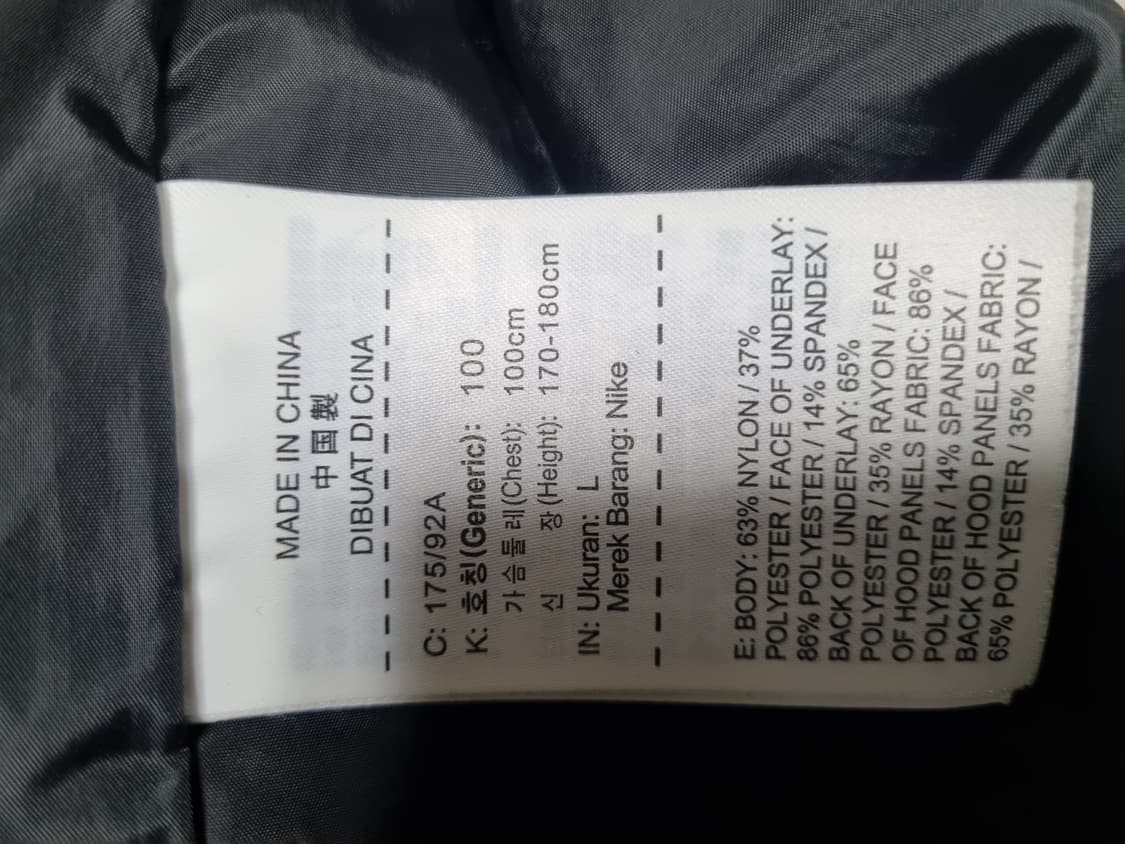 MADE IN CHINA
中国製
DIBUAT DI CINA
C: 175/92A
K: 호칭(Generic): 100
가슴둘레(Chest): 100cm
신 장(Height): 170-180cm
IN: Ukuran: L
Merek Barang: Nike
E: BODY: 63% NYLON / 37%
POLYESTER / FACE OF UNDERLAY:
86% POLYESTER / 14% SPANDEX /
BACK OF UNDERLAY: 65%
POLYESTER / 35% RAYON / FACE
OF HOOD PANELS FABRIC: 86%
POLYESTER / 14% SPANDEX /
BACK OF HOOD PANELS FABRIC:
65% POLYESTER / 35% RAYON /